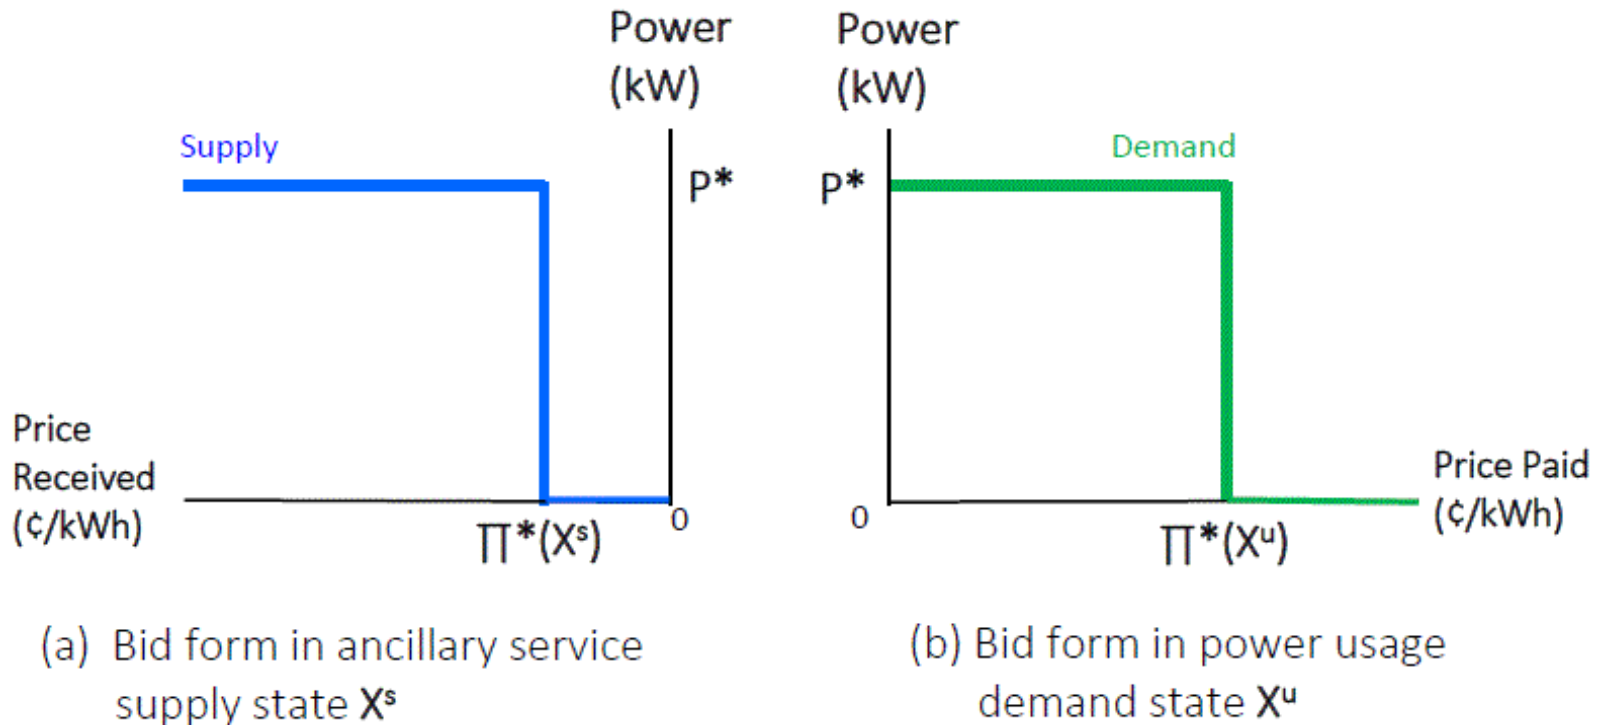 Power
(kW)
Supply
P*
Price
Received
(¢/kWh)
∏*(Xˢ)
0
(a) Bid form in ancillary service
supply state Xˢ
Power
(kW)
Demand
P*
0
∏*(Xᵘ)
Price Paid
(¢/kWh)
(b) Bid form in power usage
demand state Xᵘ